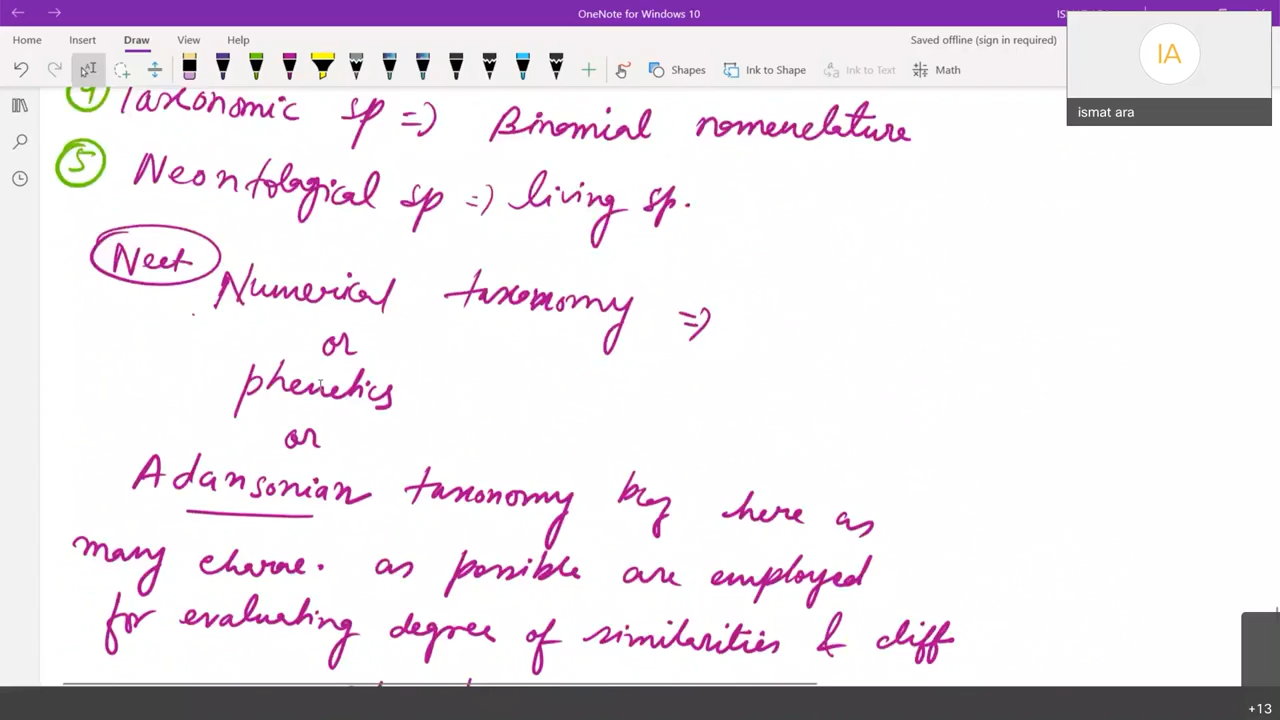 OneNote for Windows 10
Home Insert Draw View Help
Saved offline (sign in required)
IA
ismat ara
Shapes Ink to Shape Ink to Text Math
4 Taxonomic sp => Binomial nomenclature
5 Neontological sp => living sp.
Neet
Numerical taxonomy =>
or
phenetics
or
Adansonian taxonomy bcz here as
many charac. as possible are employed
for evaluating degree of similarities & diff
+13